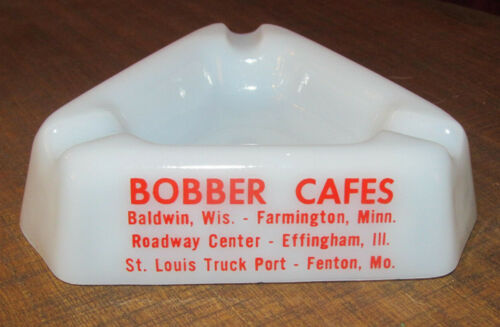 BOBBER CAFES
Baldwin, Wis. - Farmington, Minn.
Roadway Center - Effingham, Ill.
St. Louis Truck Port - Fenton, Mo.